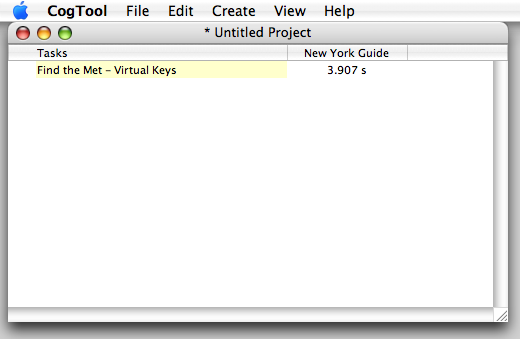 CogTool File Edit Create View Help
* Untitled Project
Tasks New York Guide
Find the Met – Virtual Keys 3.907 s